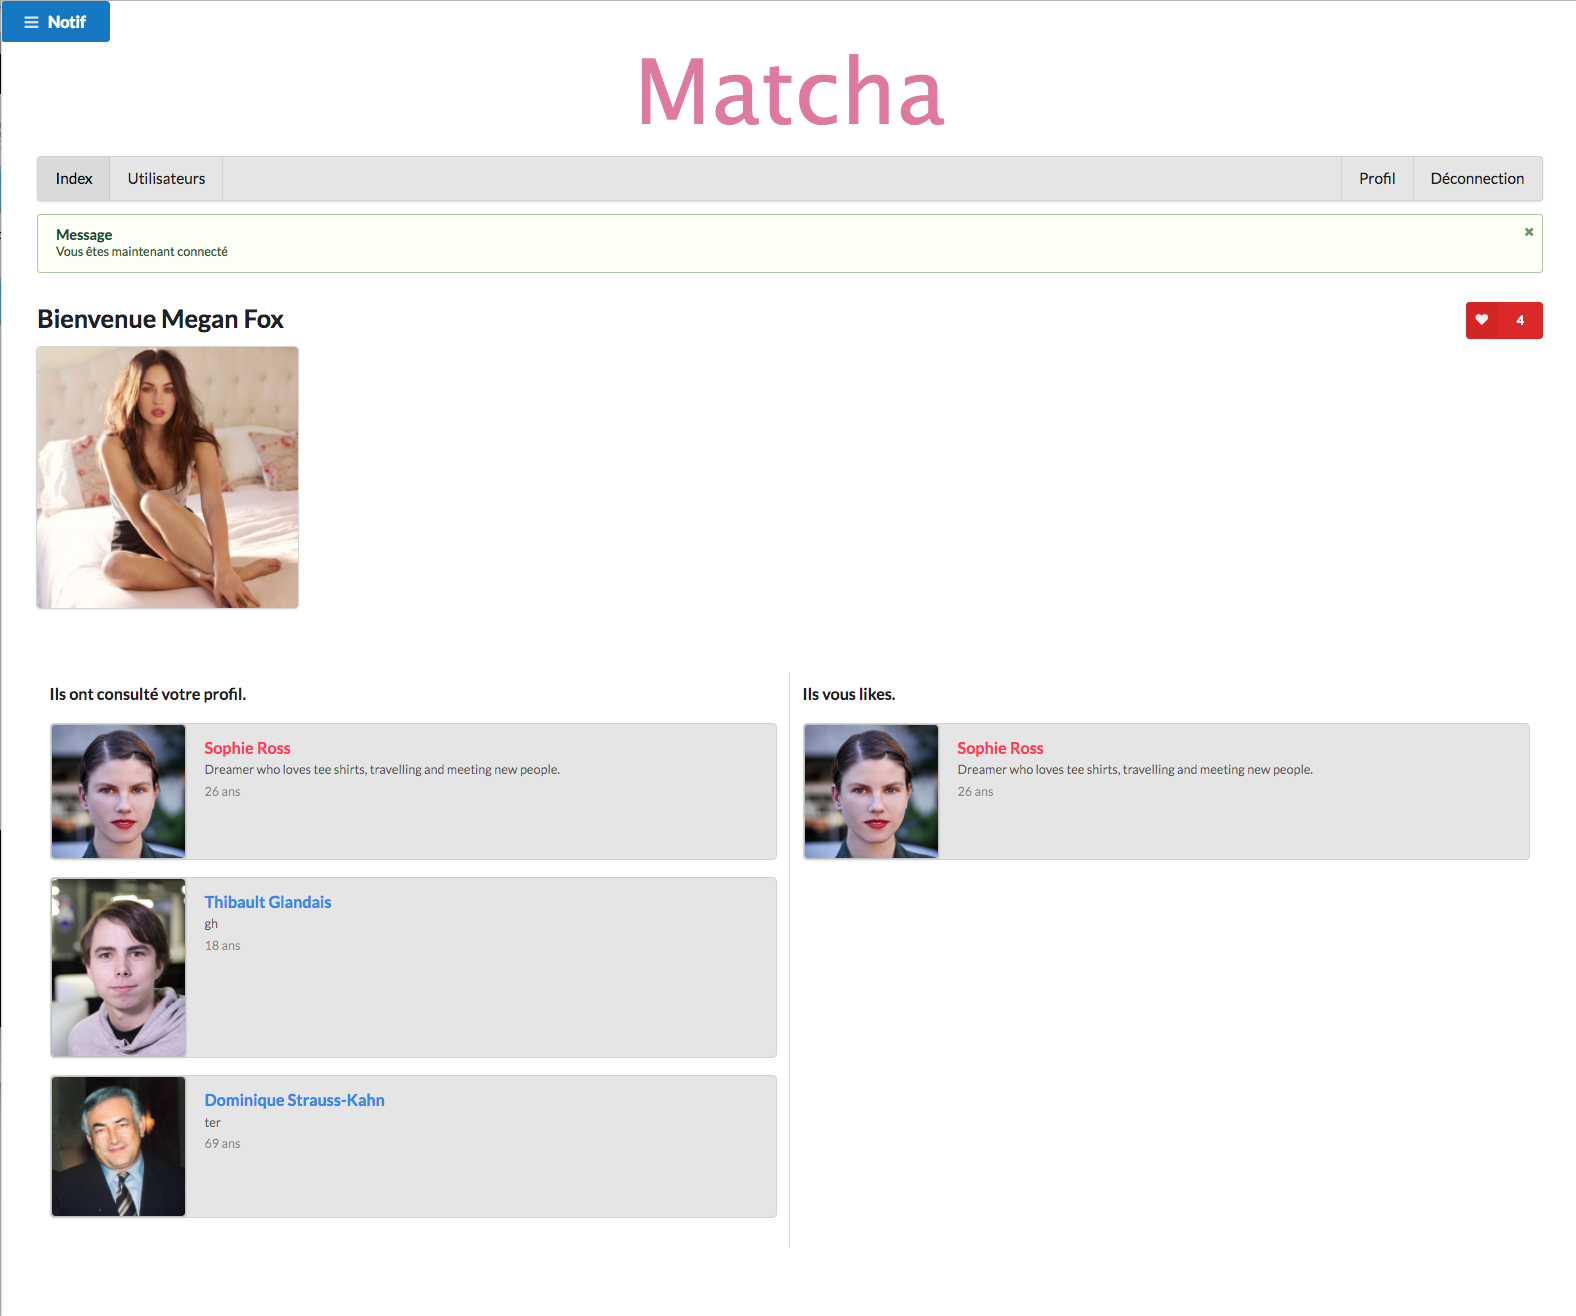 Notif
Matcha
Index
Utilisateurs
Profil
Déconnection
Message
Vous êtes maintenant connecté
Bienvenue Megan Fox
4
Ils ont consulté votre profil.
Sophie Ross
Dreamer who loves tee shirts, travelling and meeting new people.
26 ans
Thibault Glandais
gh
18 ans
Dominique Strauss-Kahn
ter
69 ans
Ils vous likes.
Sophie Ross
Dreamer who loves tee shirts, travelling and meeting new people.
26 ans